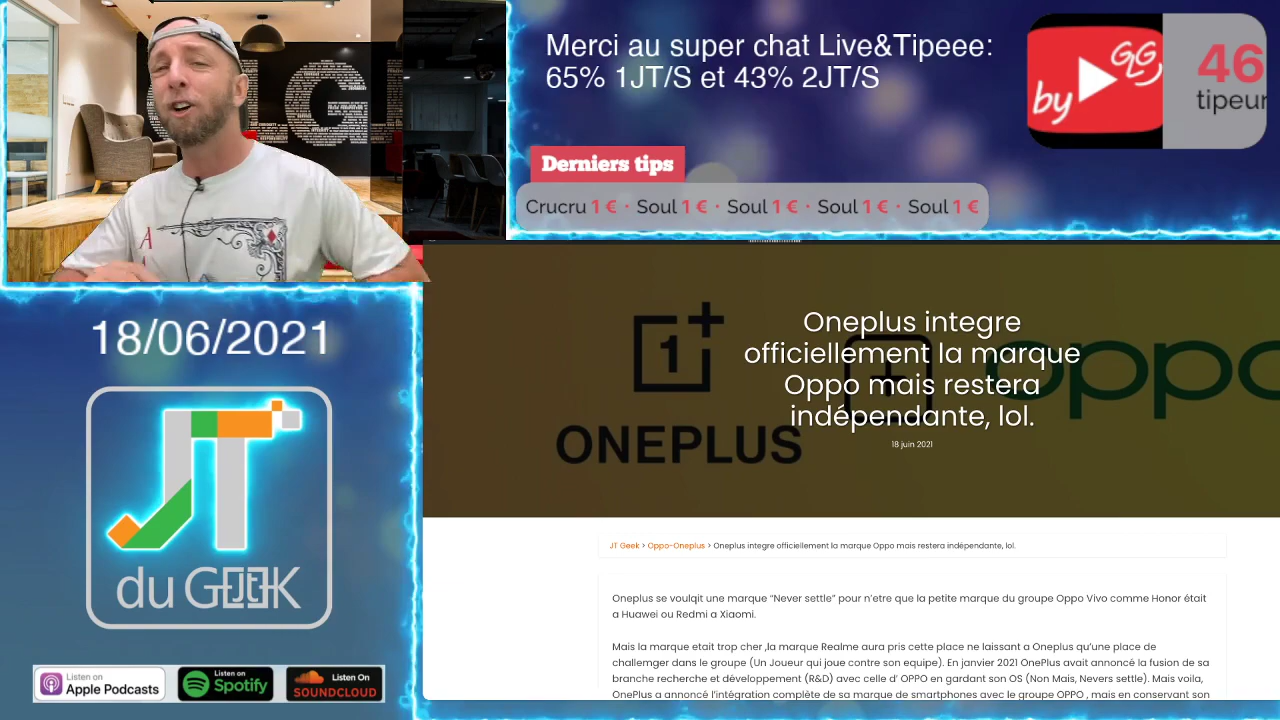 Merci au super chat Live&Tipeee:
65% 1JT/S et 43% 2JT/S
by GG
46
tipeur
Derniers tips
Crucru 1 € · Soul 1 € · Soul 1 € · Soul 1 € · Soul 1 €
18/06/2021
JT
du GEEK
Listen on
Apple Podcasts
Listen on
Spotify
Listen On
SOUNDCLOUD
ONEPLUS
oppo
Oneplus integre
officiellement la marque
Oppo mais restera
indépendante, lol.
18 juin 2021
JT Geek > Oppo-Oneplus > Oneplus integre officiellement la marque Oppo mais restera indépendante, lol.
Oneplus se voulqit une marque “Never settle” pour n’etre que la petite marque du groupe Oppo Vivo comme Honor était
a Huawei ou Redmi a Xiaomi.
Mais la marque etait trop cher ,la marque Realme aura pris cette place ne laissant a Oneplus qu’une place de
challemger dans le groupe (Un Joueur qui joue contre son equipe). En janvier 2021 OnePlus avait annoncé la fusion de sa
branche recherche et développement (R&D) avec celle d’ OPPO en gardant son OS (Non Mais, Nevers settle). Mais voila,
OnePlus a annoncé l’intégration complète de sa marque de smartphones avec le groupe OPPO , mais en conservant son